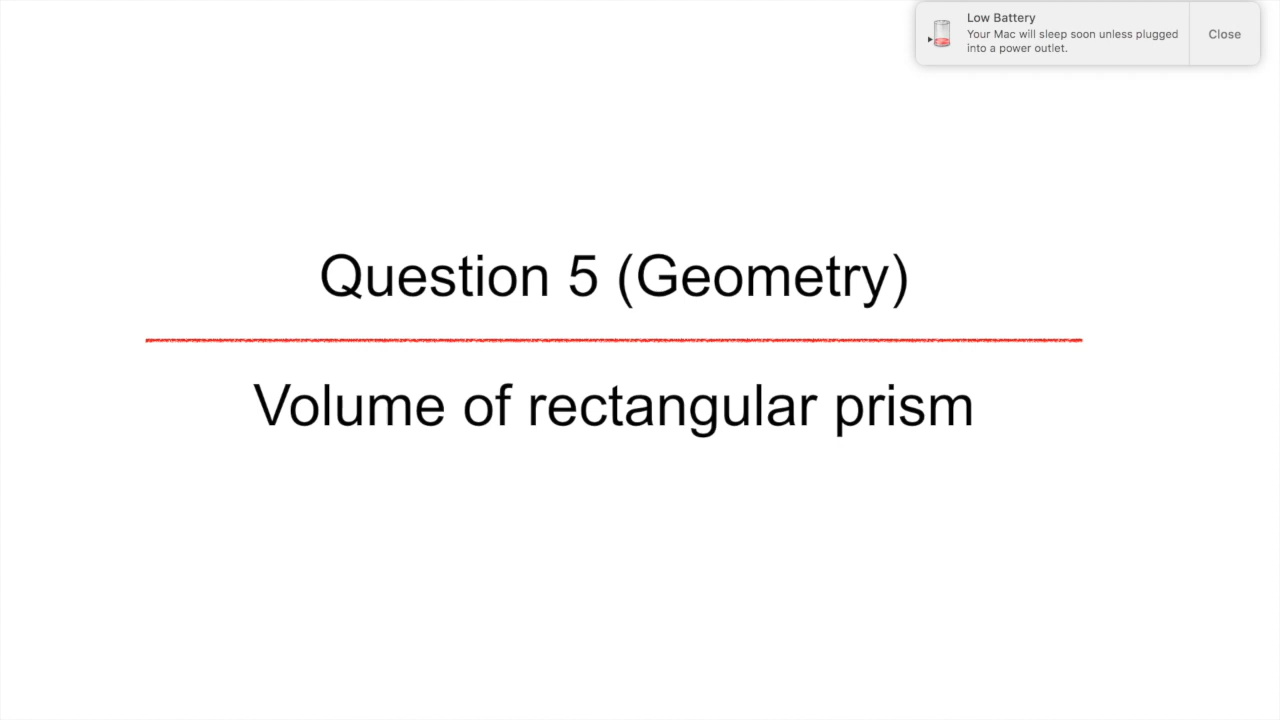 Low Battery
Your Mac will sleep soon unless plugged
into a power outlet.
Close
Question 5 (Geometry)
Volume of rectangular prism